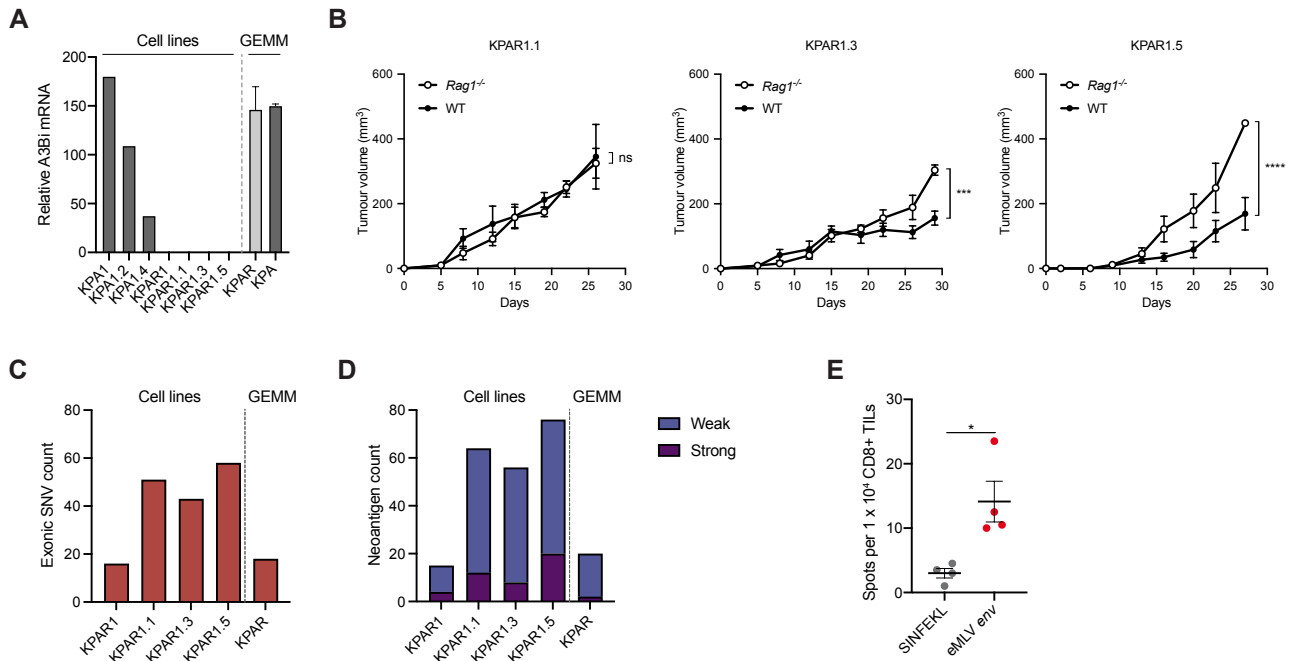 A
Cell lines
GEMM
Relative A3Bi mRNA
200
150
100
50
0
KPA1
KPA1.2
KPA1.4
KPAR1
KPAR1.1
KPAR1.3
KPAR1.5
KPAR
KPA
B
KPAR1.1
Tumour volume (mm³)
600
400
200
0
Rag1-/-
WT
ns
0 5 10 15 20 25 30
Days
KPAR1.3
Tumour volume (mm³)
600
400
200
0
Rag1-/-
WT
***
0 5 10 15 20 25 30
Days
KPAR1.5
Tumour volume (mm³)
600
400
200
0
Rag1-/-
WT
****
0 5 10 15 20 25 30
Days
C
Cell lines
GEMM
Exonic SNV count
80
60
40
20
0
KPAR1
KPAR1.1
KPAR1.3
KPAR1.5
KPAR
D
Cell lines
GEMM
Neoantigen count
80
60
40
20
0
KPAR1
KPAR1.1
KPAR1.3
KPAR1.5
KPAR
Weak
Strong
E
Spots per 1 x 10⁴ CD8+ TILs
30
20
10
0
*
SINFEKL
eMLV env